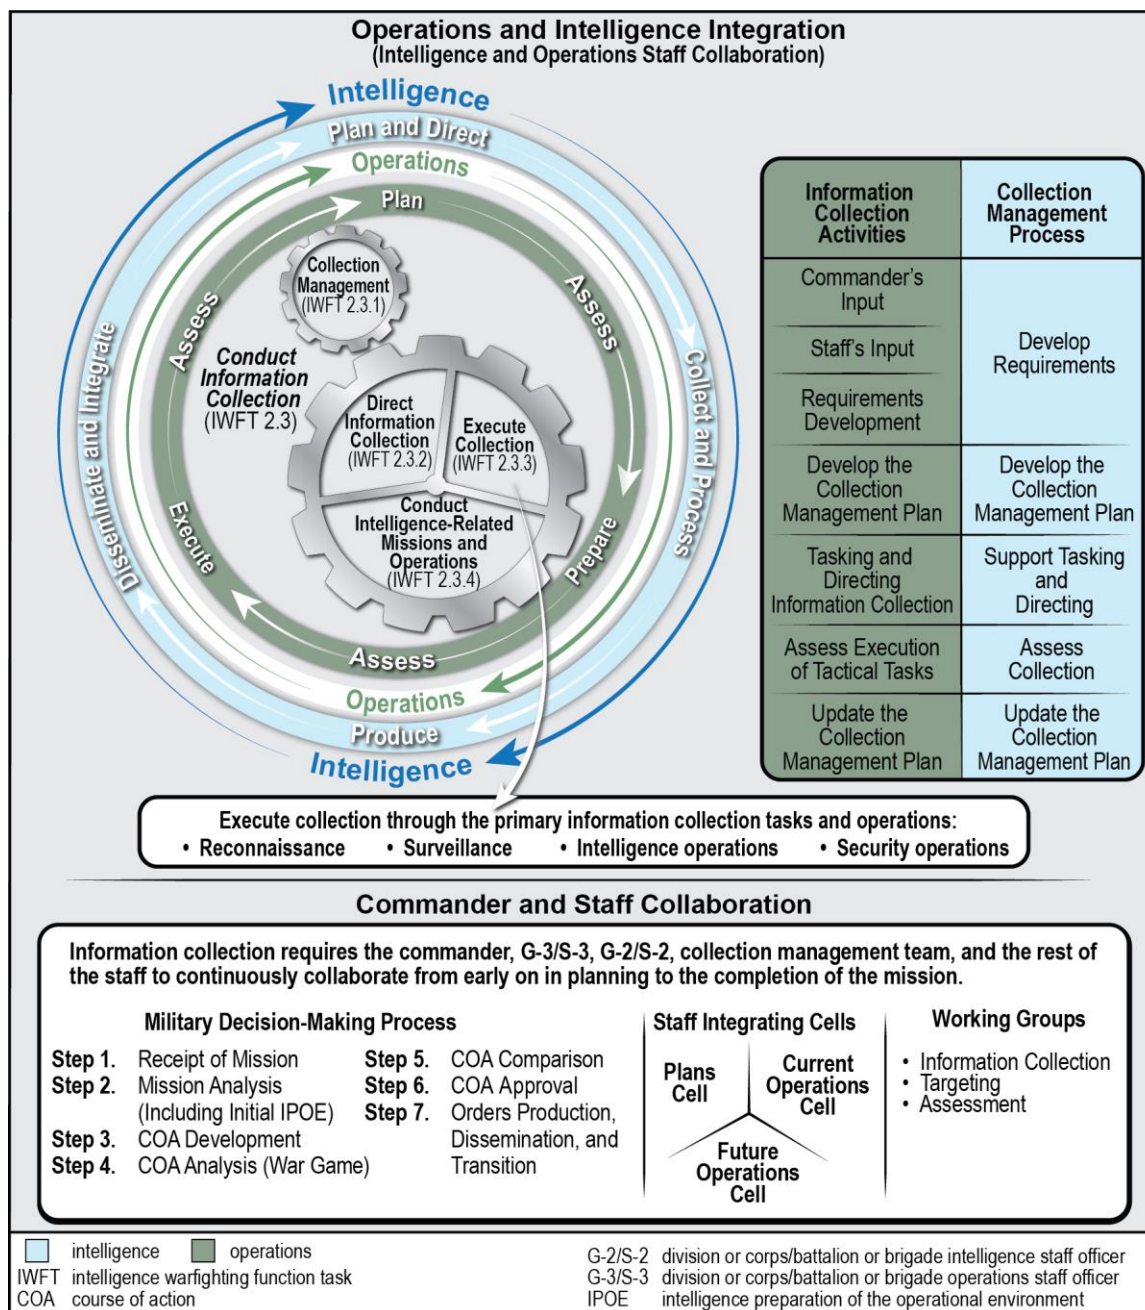 Operations and Intelligence Integration
(Intelligence and Operations Staff Collaboration)
Intelligence
Plan and Direct
Operations
Plan
Assess
Collect and Process
Prepare
Assess
Operations
Produce
Intelligence
Execute
Disseminate and Integrate
Assess
Collection
Management
(IWFT 2.3.1)
Conduct
Information
Collection
(IWFT 2.3)
Direct
Information
Collection
(IWFT 2.3.2)
Execute
Collection
(IWFT 2.3.3)
Conduct
Intelligence-Related
Missions and
Operations
(IWFT 2.3.4)
Information
Collection
Activities
Collection
Management
Process
Commander's
Input
Staff's Input
Requirements
Development
Develop
Requirements
Develop the
Collection
Management Plan
Develop the
Collection
Management Plan
Tasking and
Directing
Information Collection
Support Tasking
and
Directing
Assess Execution
of Tactical Tasks
Assess
Collection
Update the
Collection
Management Plan
Update the
Collection
Management Plan
Execute collection through the primary information collection tasks and operations:
• Reconnaissance • Surveillance • Intelligence operations • Security operations
Commander and Staff Collaboration
Information collection requires the commander, G-3/S-3, G-2/S-2, collection management team, and the rest of
the staff to continuously collaborate from early on in planning to the completion of the mission.
Military Decision-Making Process
Step 1. Receipt of Mission
Step 2. Mission Analysis
(Including Initial IPOE)
Step 3. COA Development
Step 4. COA Analysis (War Game)
Step 5. COA Comparison
Step 6. COA Approval
Step 7. Orders Production,
Dissemination, and
Transition
Staff Integrating Cells
Plans
Cell
Current
Operations
Cell
Future
Operations
Cell
Working Groups
• Information Collection
• Targeting
• Assessment
intelligence operations
IWFT intelligence warfighting function task
COA course of action
G-2/S-2 division or corps/battalion or brigade intelligence staff officer
G-3/S-3 division or corps/battalion or brigade operations staff officer
IPOE intelligence preparation of the operational environment